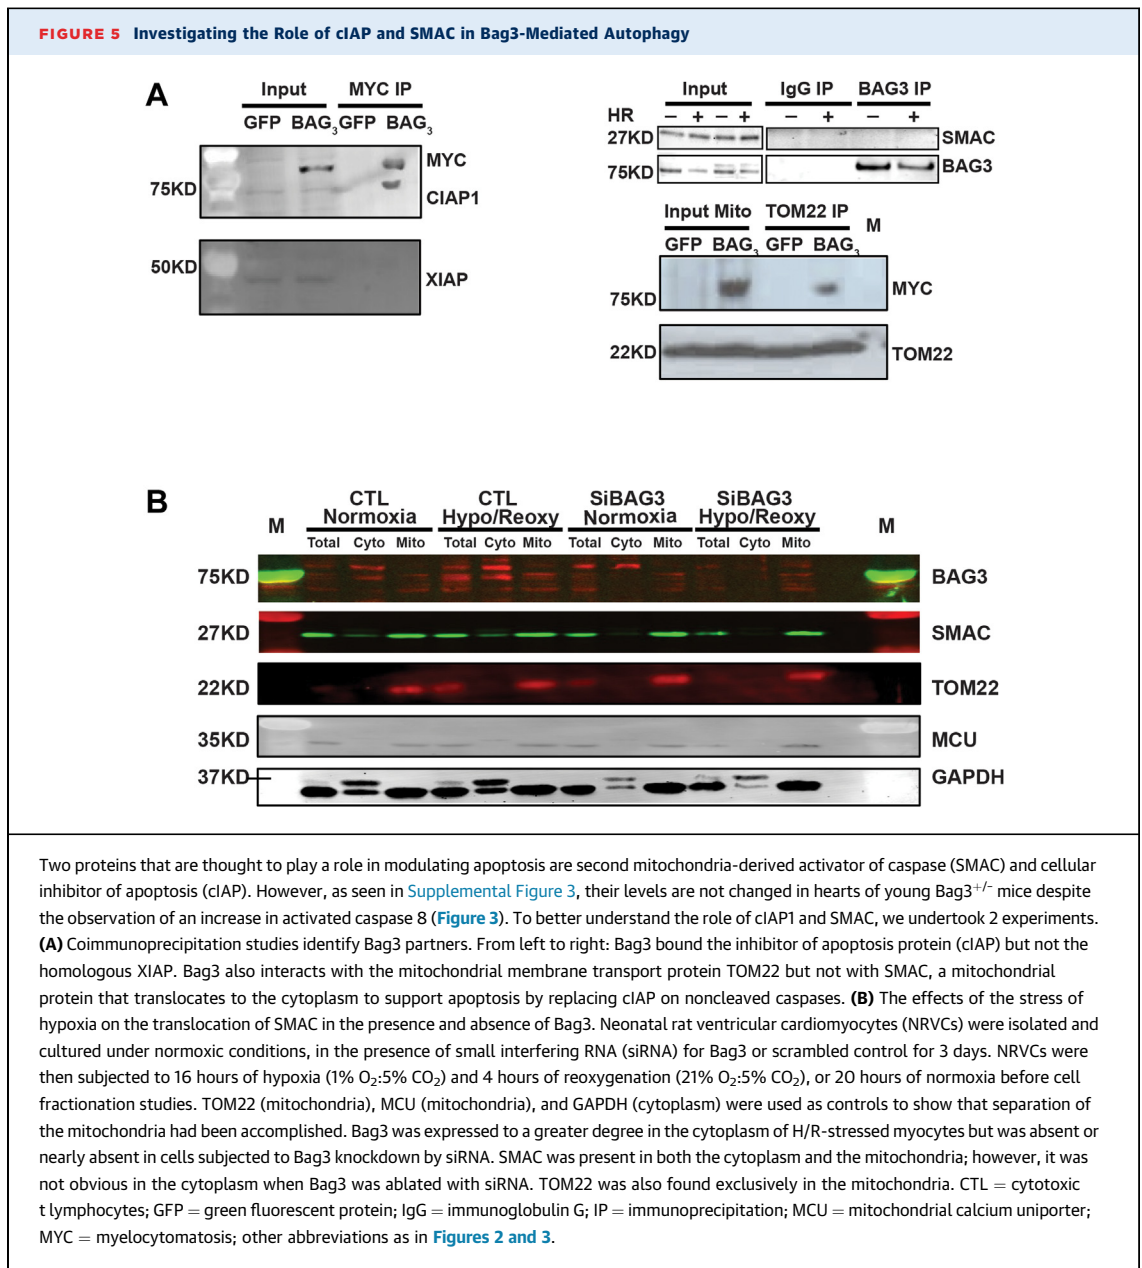 FIGURE 5 Investigating the Role of cIAP and SMAC in Bag3-Mediated Autophagy
A
Input MYC IP
GFP BAG3 GFP BAG3
MYC
75KD
CIAP1
50KD
XIAP
Input IgG IP BAG3 IP
HR − + − + − + − +
27KD SMAC
75KD BAG3
Input Mito TOM22 IP M
GFP BAG3 GFP BAG3
75KD MYC
22KD TOM22
B
CTL CTL SiBAG3 SiBAG3
M Normoxia Hypo/Reoxy Normoxia Hypo/Reoxy M
Total Cyto Mito Total Cyto Mito Total Cyto Mito Total Cyto Mito
75KD BAG3
27KD SMAC
22KD TOM22
35KD MCU
37KD GAPDH
Two proteins that are thought to play a role in modulating apoptosis are second mitochondria-derived activator of caspase (SMAC) and cellular
inhibitor of apoptosis (cIAP). However, as seen in Supplemental Figure 3, their levels are not changed in hearts of young Bag3+/− mice despite
the observation of an increase in activated caspase 8 (Figure 3). To better understand the role of cIAP1 and SMAC, we undertook 2 experiments.
(A) Coimmunoprecipitation studies identify Bag3 partners. From left to right: Bag3 bound the inhibitor of apoptosis protein (cIAP) but not the
homologous XIAP. Bag3 also interacts with the mitochondrial membrane transport protein TOM22 but not with SMAC, a mitochondrial
protein that translocates to the cytoplasm to support apoptosis by replacing cIAP on noncleaved caspases. (B) The effects of the stress of
hypoxia on the translocation of SMAC in the presence and absence of Bag3. Neonatal rat ventricular cardiomyocytes (NRVCs) were isolated and
cultured under normoxic conditions, in the presence of small interfering RNA (siRNA) for Bag3 or scrambled control for 3 days. NRVCs were
then subjected to 16 hours of hypoxia (1% O2:5% CO2) and 4 hours of reoxygenation (21% O2:5% CO2), or 20 hours of normoxia before cell
fractionation studies. TOM22 (mitochondria), MCU (mitochondria), and GAPDH (cytoplasm) were used as controls to show that separation of
the mitochondria had been accomplished. Bag3 was expressed to a greater degree in the cytoplasm of H/R-stressed myocytes but was absent or
nearly absent in cells subjected to Bag3 knockdown by siRNA. SMAC was present in both the cytoplasm and the mitochondria; however, it was
not obvious in the cytoplasm when Bag3 was ablated with siRNA. TOM22 was also found exclusively in the mitochondria. CTL = cytotoxic
t lymphocytes; GFP = green fluorescent protein; IgG = immunoglobulin G; IP = immunoprecipitation; MCU = mitochondrial calcium uniporter;
MYC = myelocytomatosis; other abbreviations as in Figures 2 and 3.